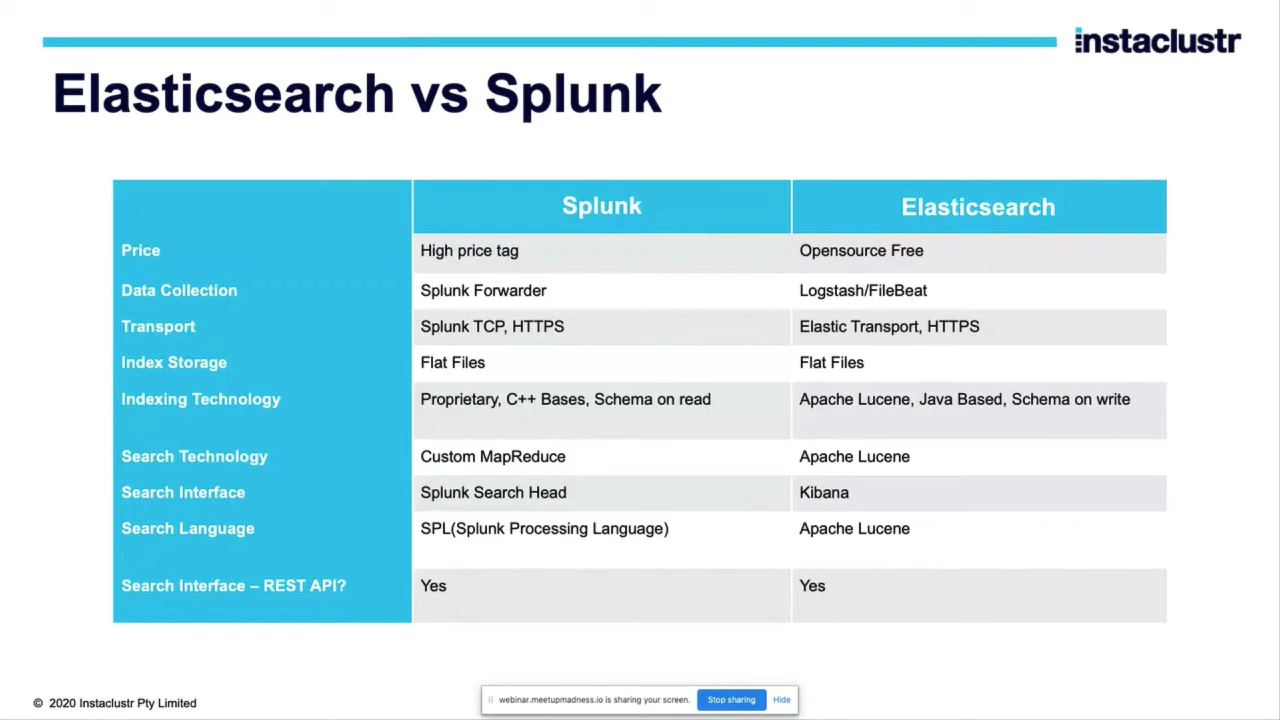 instaclustr
Elasticsearch vs Splunk
Splunk Elasticsearch
Price High price tag Opensource Free
Data Collection Splunk Forwarder Logstash/FileBeat
Transport Splunk TCP, HTTPS Elastic Transport, HTTPS
Index Storage Flat Files Flat Files
Indexing Technology Proprietary, C++ Bases, Schema on read Apache Lucene, Java Based, Schema on write
Search Technology Custom MapReduce Apache Lucene
Search Interface Splunk Search Head Kibana
Search Language SPL(Splunk Processing Language) Apache Lucene
Search Interface – REST API? Yes Yes
© 2020 Instaclustr Pty Limited
webinar.meetupmadness.io is sharing your screen. Stop sharing Hide